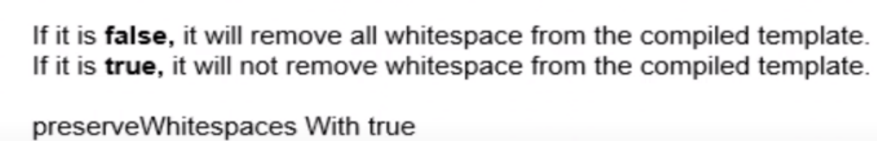 If it is false, it will remove all whitespace from the compiled template.
If it is true, it will not remove whitespace from the compiled template.
preserveWhitespaces With true